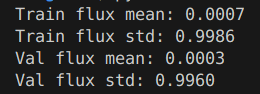 Train flux mean: 0.0007
Train flux std: 0.9986
Val flux mean: 0.0003
Val flux std: 0.9960